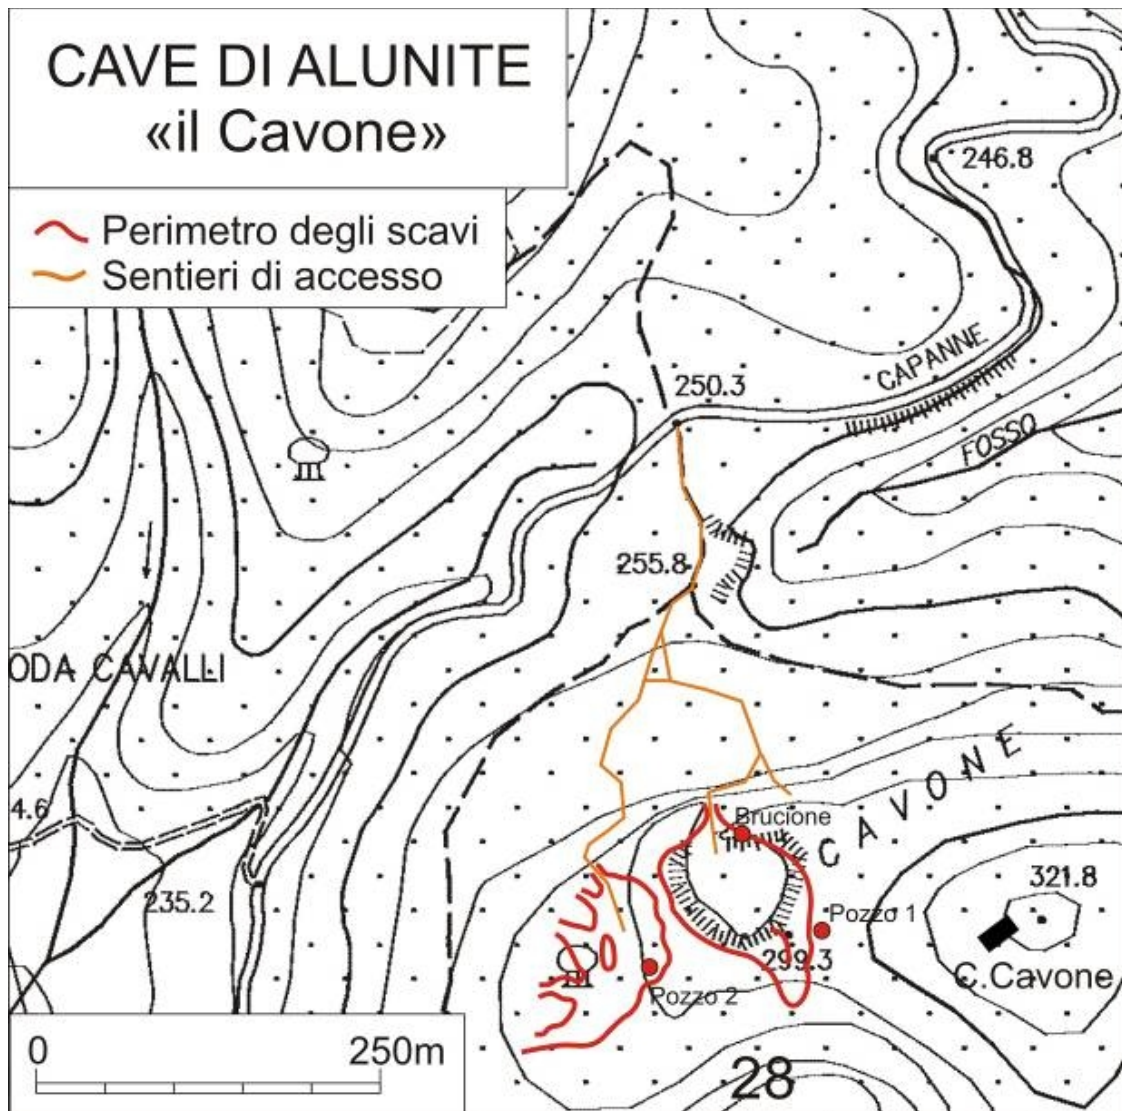 CAVE DI ALUNITE
«il Cavone»
Perimetro degli scavi
Sentieri di accesso
246.8
250.3
CAPANNE
FOSSO
255.8
ODA CAVALLI
CAVONE
4.6
Brucione
235.2
321.8
Pozzo 1
299.3
C.Cavone
Pozzo 2
0 250m
28